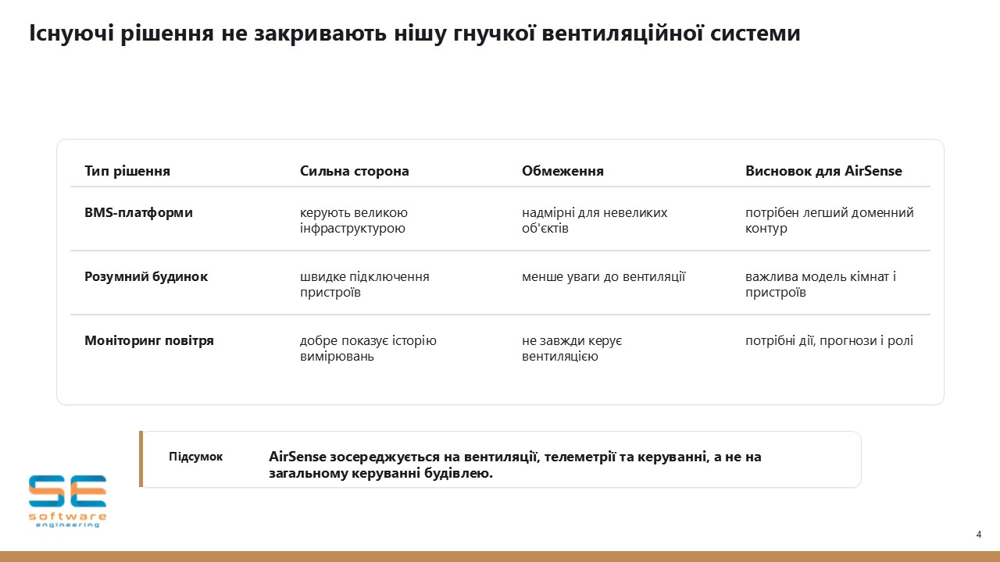 Існуючі рішення не закривають нішу гнучкої вентиляційної системи
Тип рішення
Сильна сторона
Обмеження
Висновок для AirSense
BMS-платформи
керують великою
інфраструктурою
надмірні для невеликих
об'єктів
потрібен легший доменний
контур
Розумний будинок
швидке підключення
пристроїв
менше уваги до вентиляції
важлива модель кімнат і
пристроїв
Моніторинг повітря
добре показує історію
вимірювань
не завжди керує
вентиляцією
потрібні дії, прогнози і ролі
Підсумок
AirSense зосереджується на вентиляції, телеметрії та керуванні, а не на
загальному керуванні будівлею.
SE
software
engineering
4